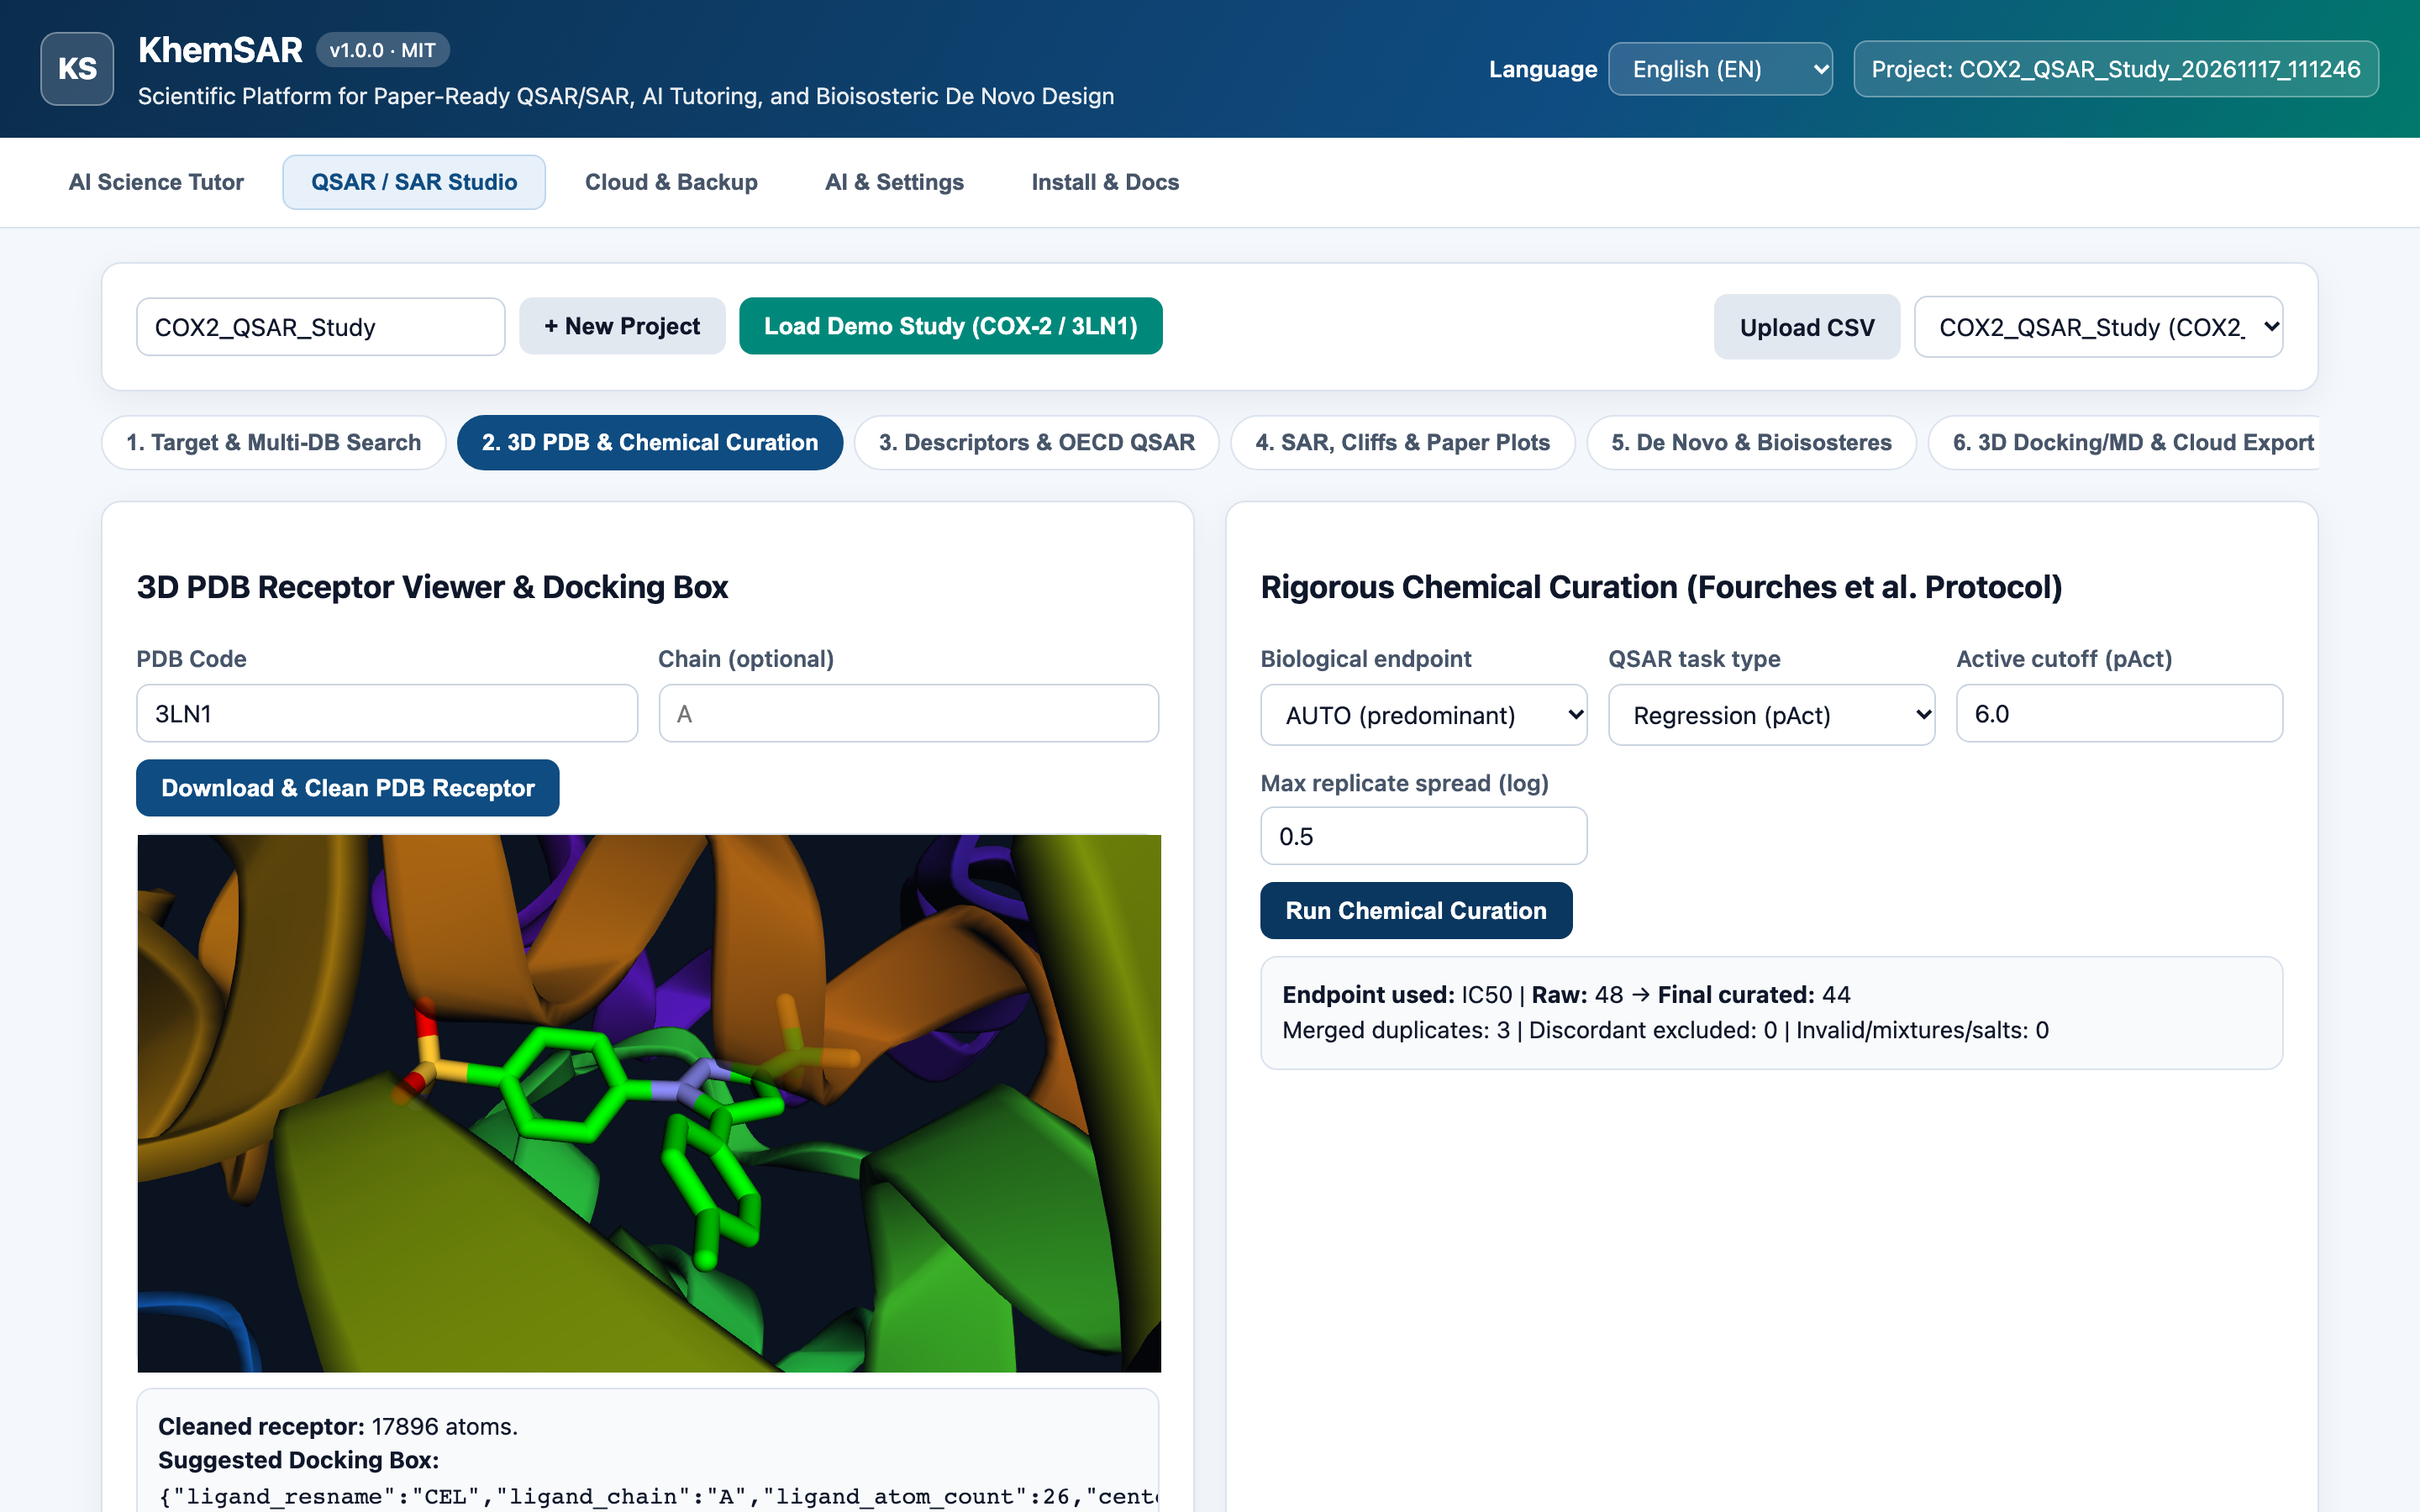 KS
KhemSAR v1.0.0 · MIT
Scientific Platform for Paper-Ready QSAR/SAR, AI Tutoring, and Bioisosteric De Novo Design
Language English (EN) Project: COX2_QSAR_Study_20261117_111246
AI Science Tutor QSAR / SAR Studio Cloud & Backup AI & Settings Install & Docs
COX2_QSAR_Study + New Project Load Demo Study (COX-2 / 3LN1) Upload CSV COX2_QSAR_Study (COX2_
1. Target & Multi-DB Search 2. 3D PDB & Chemical Curation 3. Descriptors & OECD QSAR 4. SAR, Cliffs & Paper Plots 5. De Novo & Bioisosteres 6. 3D Docking/MD & Cloud Export
3D PDB Receptor Viewer & Docking Box
PDB Code Chain (optional)
3LN1 A
Download & Clean PDB Receptor
Cleaned receptor: 17896 atoms.
Suggested Docking Box:
{"ligand_resname":"CEL","ligand_chain":"A","ligand_atom_count":26,"cent
Rigorous Chemical Curation (Fourches et al. Protocol)
Biological endpoint QSAR task type Active cutoff (pAct)
AUTO (predominant) Regression (pAct) 6.0
Max replicate spread (log)
0.5
Run Chemical Curation
Endpoint used: IC50 | Raw: 48 → Final curated: 44
Merged duplicates: 3 | Discordant excluded: 0 | Invalid/mixtures/salts: 0